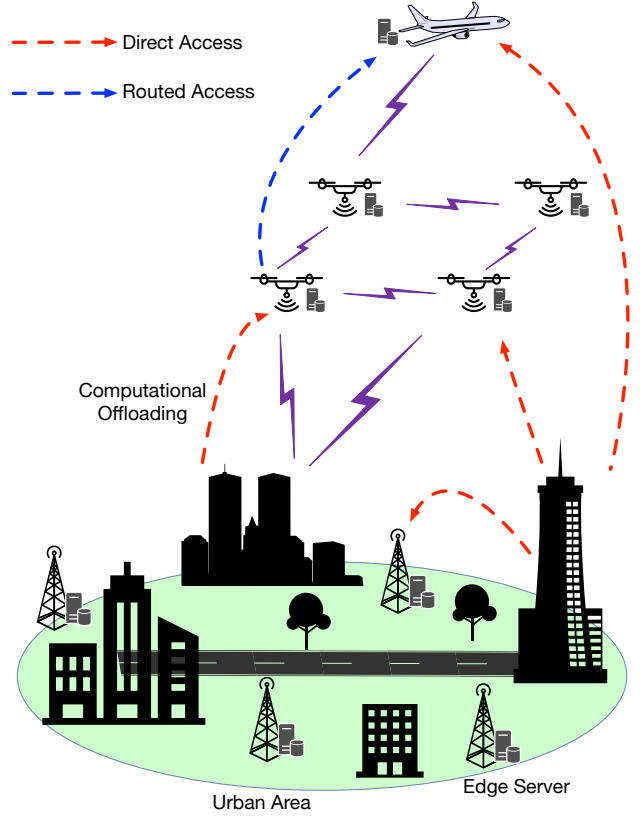 Direct Access
Routed Access
Computational
Offloading
Edge Server
Urban Area